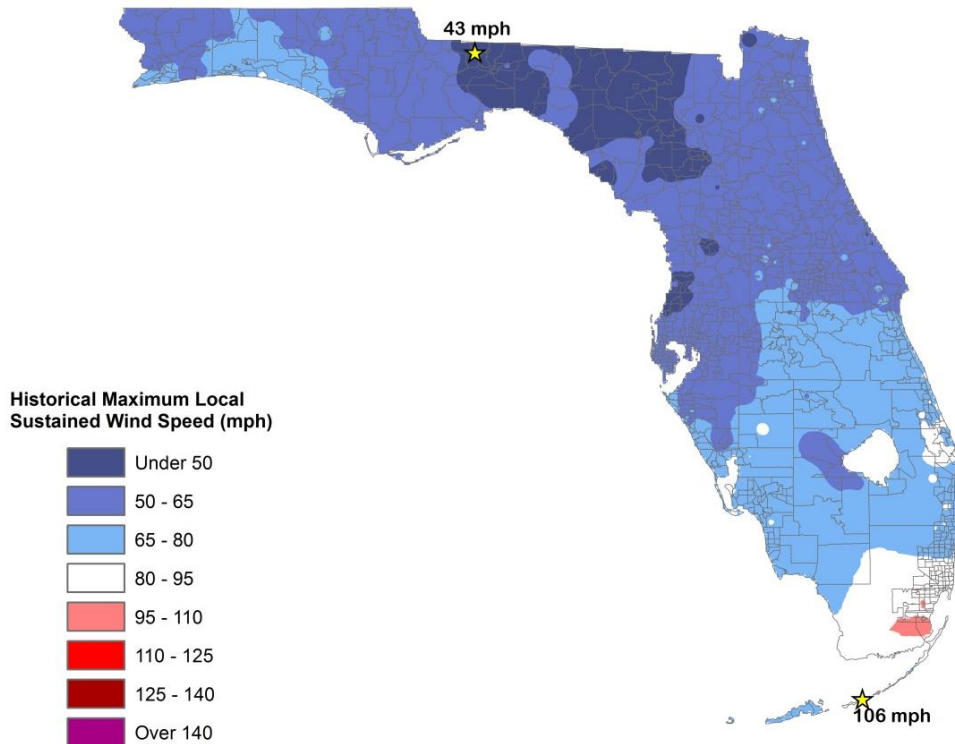 43 mph
Historical Maximum Local
Sustained Wind Speed (mph)
Under 50
50 - 65
65 - 80
80 - 95
95 - 110
110 - 125
125 - 140
Over 140
106 mph